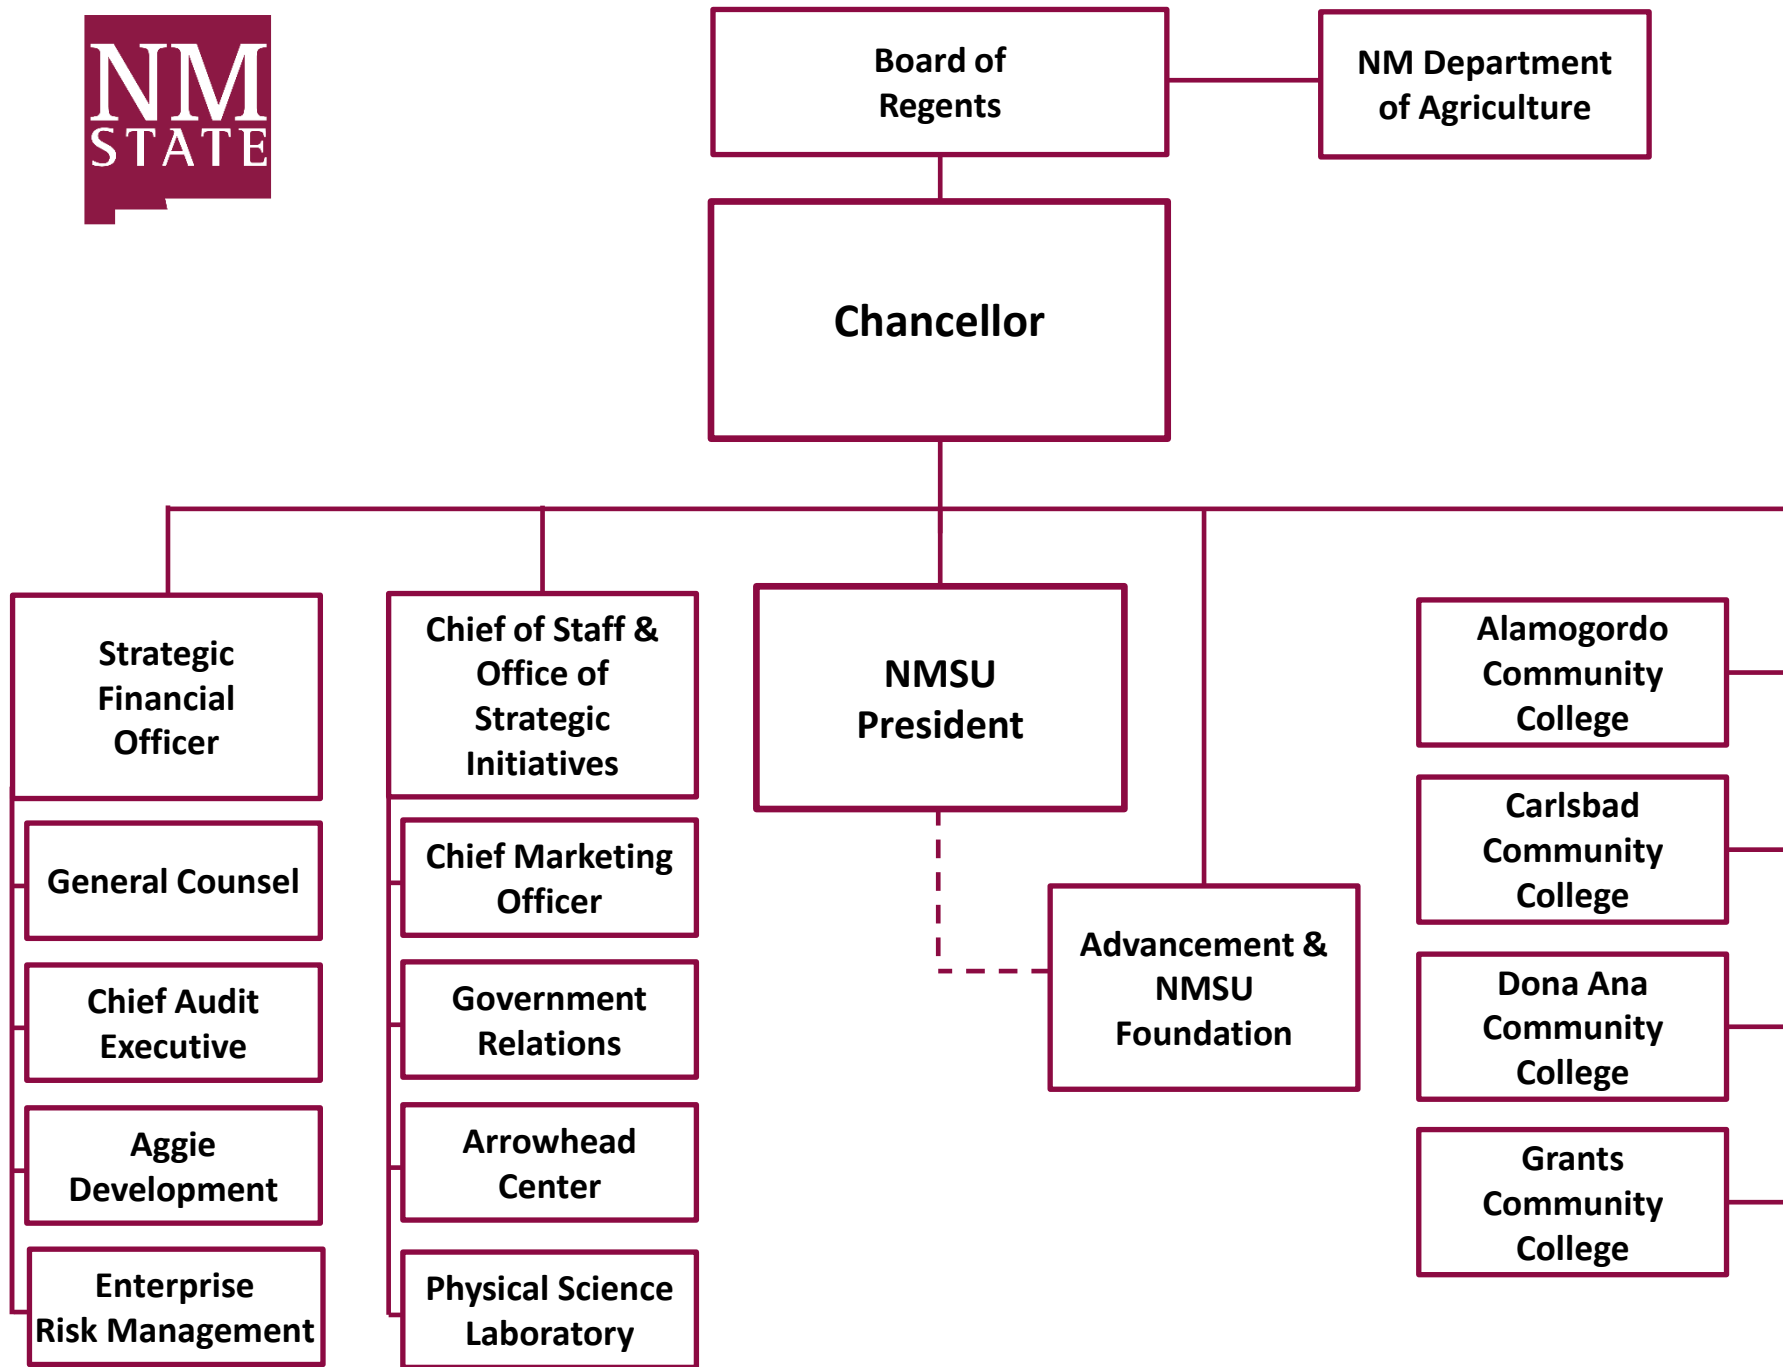 NM
STATE
Board of
Regents
NM Department
of Agriculture
Chancellor
Strategic
Financial
Officer
General Counsel
Chief Audit
Executive
Aggie
Development
Enterprise
Risk Management
Chief of Staff &
Office of
Strategic
Initiatives
Chief Marketing
Officer
Government
Relations
Arrowhead
Center
Physical Science
Laboratory
NMSU
President
Advancement &
NMSU
Foundation
Alamogordo
Community
College
Carlsbad
Community
College
Dona Ana
Community
College
Grants
Community
College